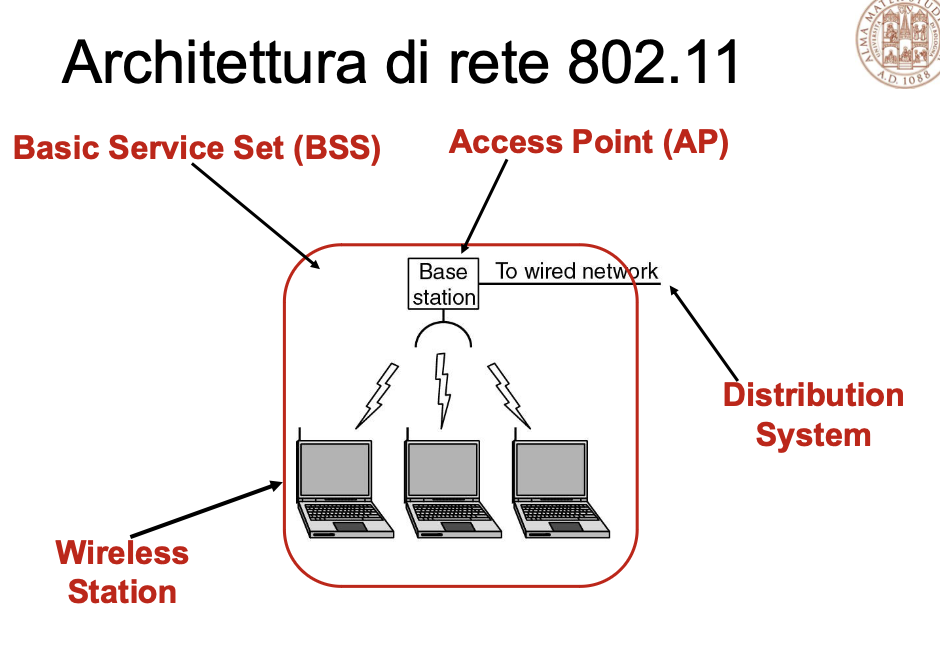 Architettura di rete 802.11
ALMA MATER STUDI
A.D. 1088
Basic Service Set (BSS)
Access Point (AP)
Base
station
To wired network
Distribution
System
Wireless
Station